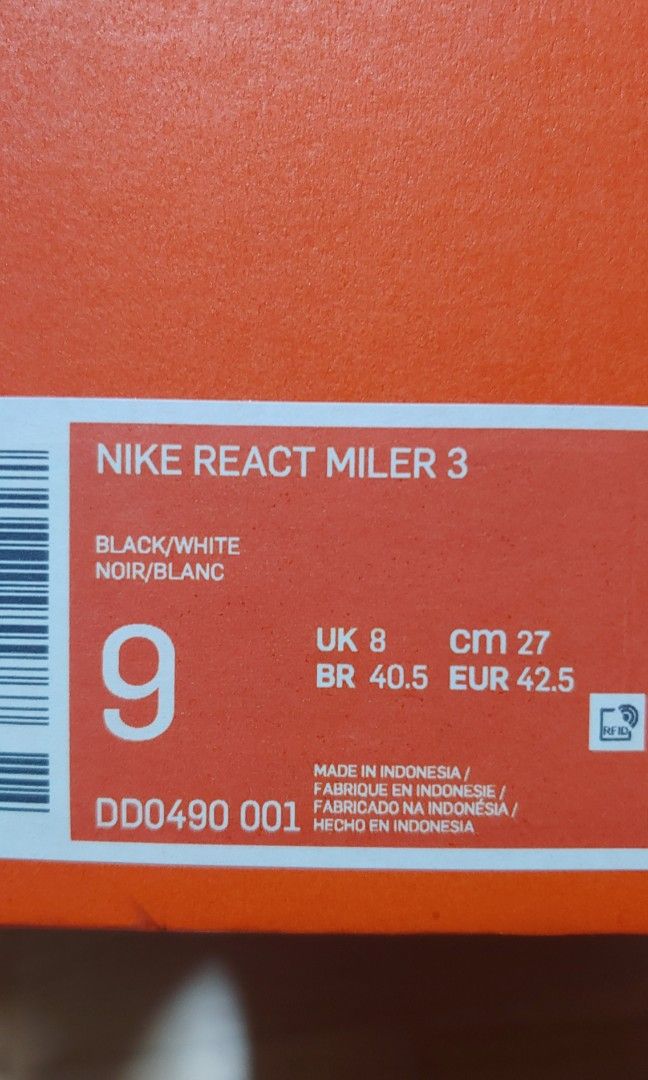 NIKE REACT MILER 3
BLACK/WHITE
NOIR/BLANC
9
UK 8 cm 27
BR 40.5 EUR 42.5
RFID
DD0490 001
MADE IN INDONESIA /
FABRIQUE EN INDONESIE /
FABRICADO NA INDONÉSIA /
HECHO EN INDONESIA